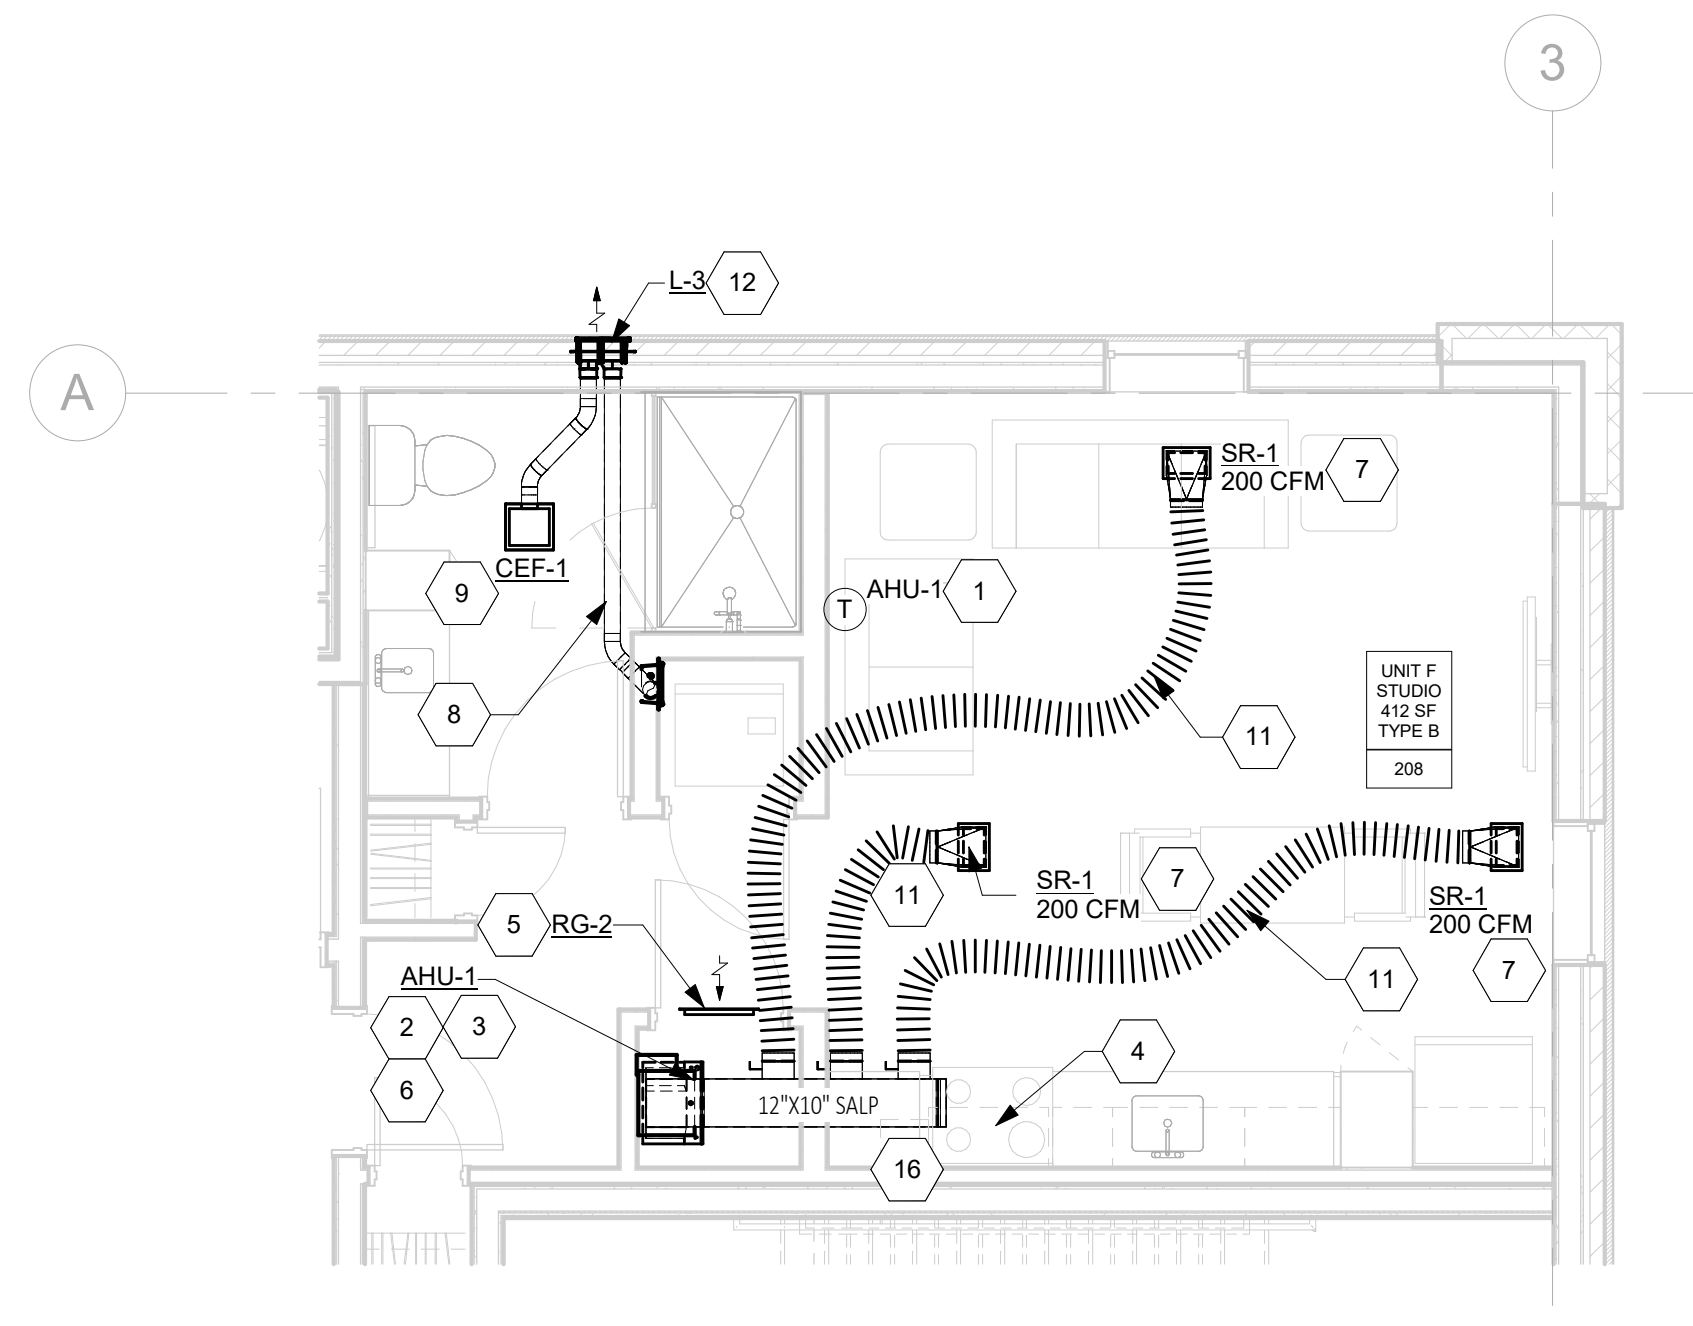 3
L-3
12
A
SR-1
200 CFM
7
CEF-1
9
T
AHU-1
1
UNIT F
STUDIO
412 SF
TYPE B
208
8
11
11
SR-1
200 CFM
7
SR-1
200 CFM
7
5
RG-2
AHU-1
2
3
6
11
4
12"X10" SALP
16